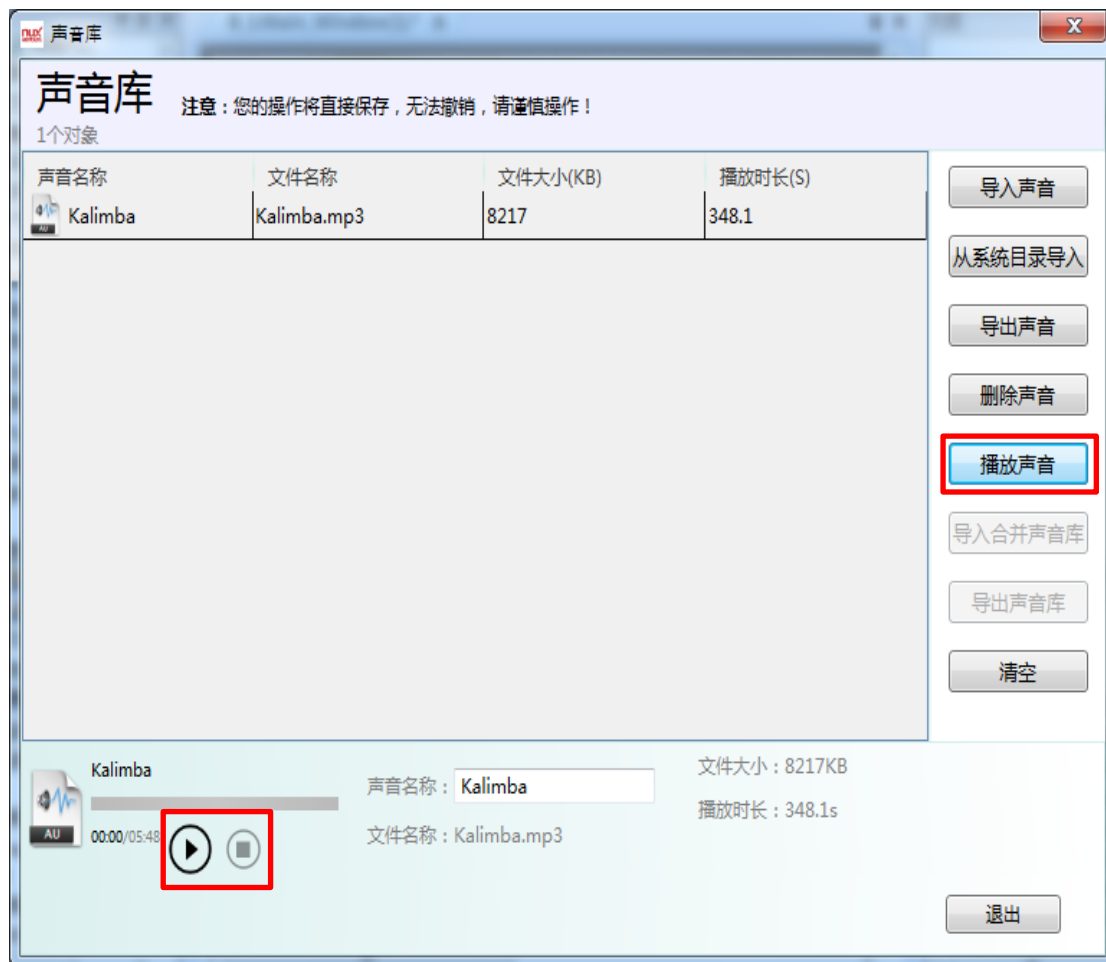 声音库
X
声音库
注意：您的操作将直接保存，无法撤销，请谨慎操作！
1个对象
声音名称 文件名称 文件大小(KB) 播放时长(S)
AU Kalimba Kalimba.mp3 8217 348.1
导入声音
从系统目录导入
导出声音
删除声音
播放声音
导入合并声音库
导出声音库
清空
Kalimba
AU
00:00/05:48
声音名称：Kalimba
文件名称：Kalimba.mp3
文件大小：8217KB
播放时长：348.1s
退出